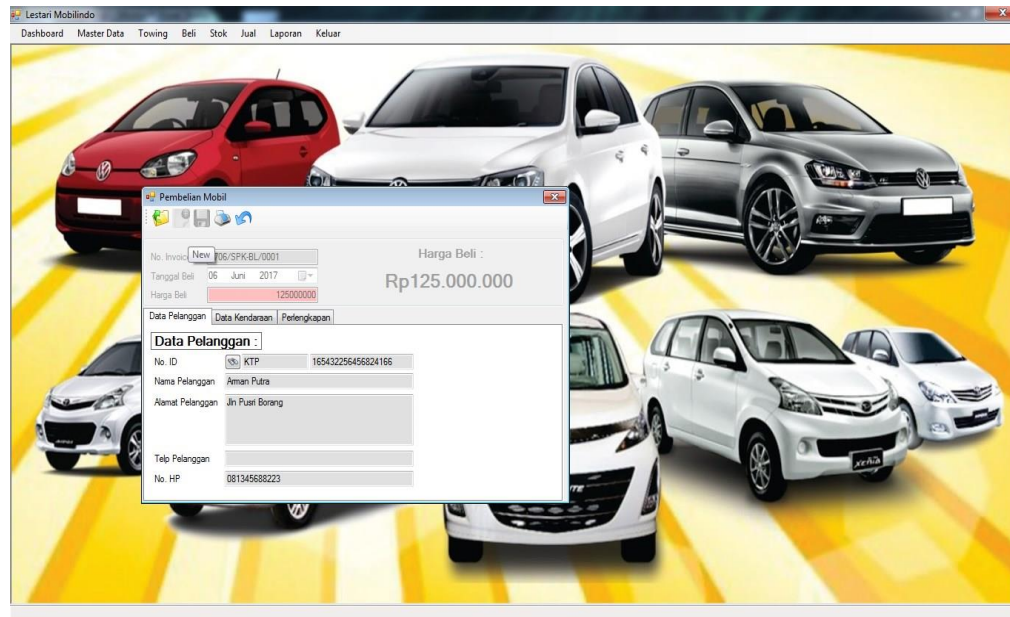 Lestari Mobilindo
Dashboard Master Data Towing Beli Stok Jual Laporan Keluar
Pembelian Mobil
New
No. Invoice 706/SPK-BL/0001
Tanggal Beli 06 Juni 2017
Harga Beli 125000000
Harga Beli :
Rp125.000.000
Data Pelanggan Data Kendaraan Perlengkapan
Data Pelanggan :
No. ID KTP 165432256456824166
Nama Pelanggan Arman Putra
Alamat Pelanggan Jln Pusri Borang
Telp Pelanggan
No. HP 081345688223
Xenia